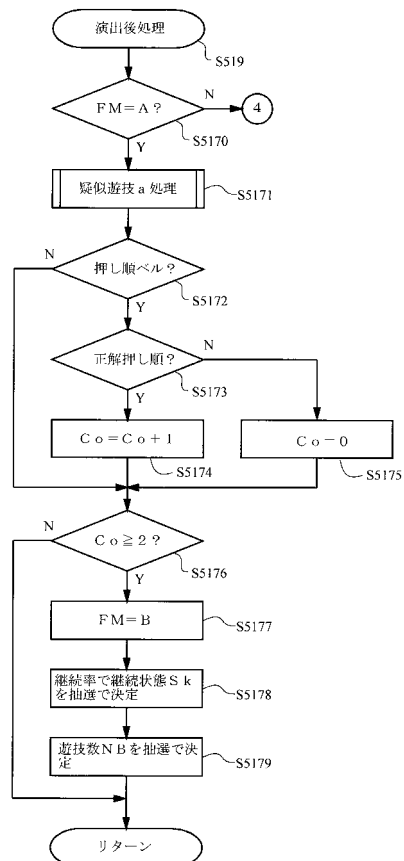 演出後処理
S519
FM=A?
N
4
S5170
Y
疑似遊技a処理
S5171
N
押し順ベル?
S5172
Y
正解押し順?
N
S5173
Y
Co=Co+1
Co=0
S5174
S5175
N
Co≧2?
S5176
Y
FM=B
S5177
継続率で継続状態Sk
を抽選で決定
S5178
遊技数NBを抽選で決
定
S5179
リターン